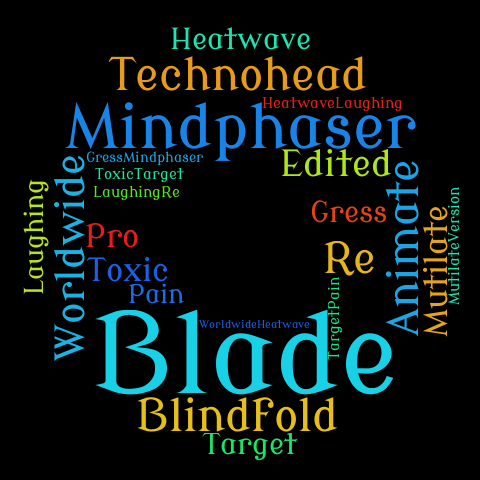 Heatwave
Technohead
HeatwaveLaughing
Mindphaser
GressMindphaser
Edited
ToxicTarget
LaughingRe
Laughing
Worldwide
Animate
Mutilate
MutilateVersion
Gress
Pro
Re
Toxic
Pain
TargetPain
WorldwideHeatwave
Blade
BlindFold
Target